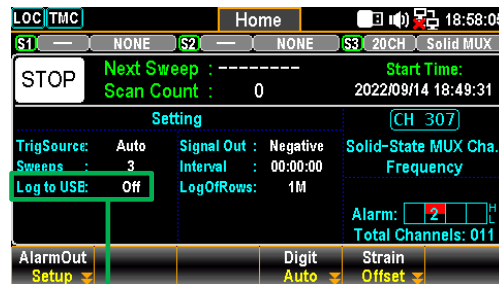 LOC TMC Home 18:58:05
S1 — NONE S2 — NONE S3 20CH Solid MUX
STOP
Next Sweep : --------
Scan Count : 0
Start Time:
2022/09/14 18:49:31
Setting
TrigSource: Auto Signal Out : Negative
Sweeps : 3 Interval : 00:00:00
Log to USB: Off LogOfRows: 1M
CH 307
Solid-State MUX Cha.
Frequency
Alarm: 2 H L
Total Channels: 011
AlarmOut Digit Strain
Setup Auto Offset